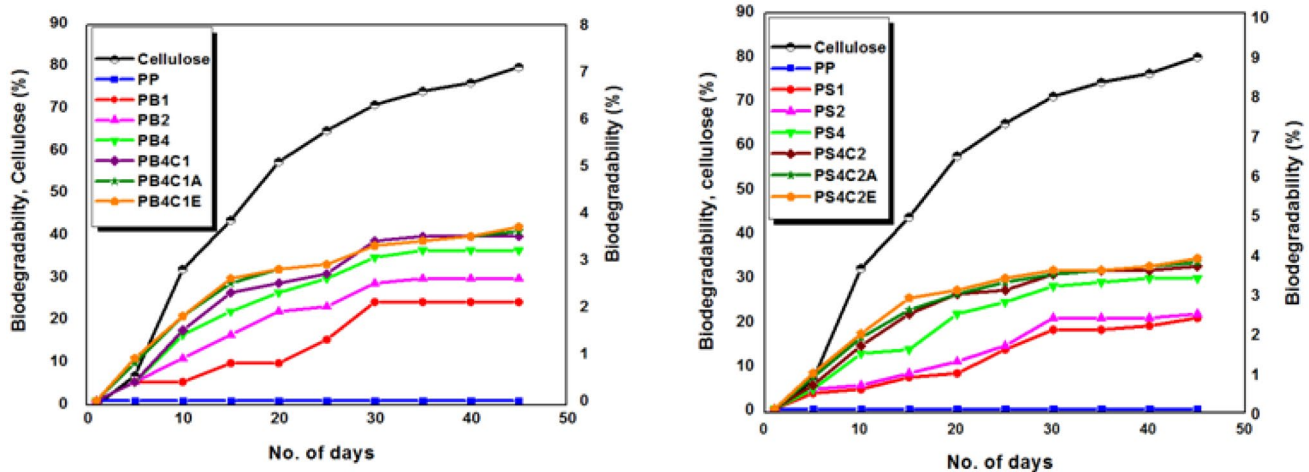 Biodegradability, Cellulose (%)
90
80
70
60
50
40
30
20
10
0
Cellulose
PP
PB1
PB2
PB4
PB4C1
PB4C1A
PB4C1E
8
7
6
5
4
3
2
1
0
Biodegradability (%)
0
10
20
30
40
50
No. of days
Biodegradability, cellulose (%)
90
80
70
60
50
40
30
20
10
0
Cellulose
PP
PS1
PS2
PS4
PS4C2
PS4C2A
PS4C2E
10
9
8
7
6
5
4
3
2
1
0
Biodegradability (%)
0
10
20
30
40
50
No. of days